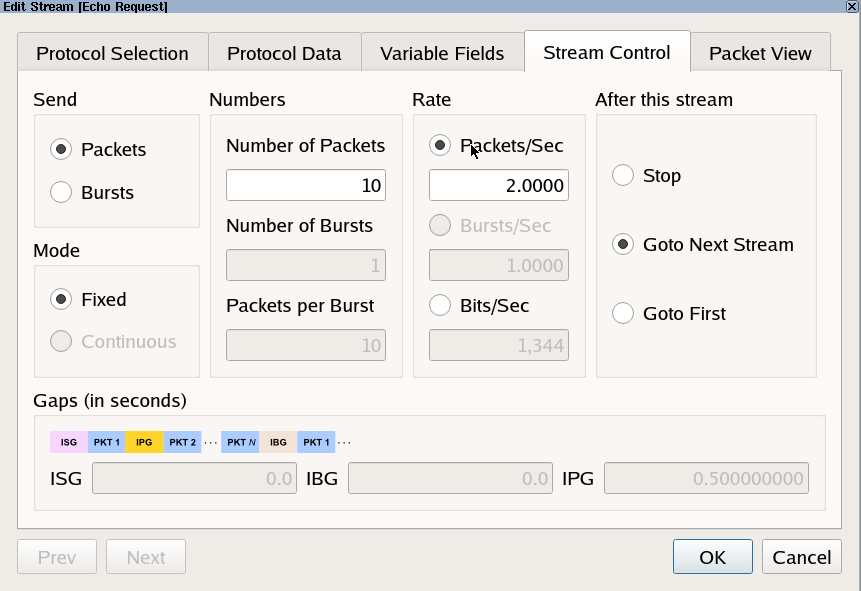 Edit Stream [Echo Request]
Protocol Selection
Protocol Data
Variable Fields
Stream Control
Packet View
Send
Packets
Bursts
Mode
Fixed
Continuous
Numbers
Number of Packets
10
Number of Bursts
1
Packets per Burst
10
Rate
Packets/Sec
2.0000
Bursts/Sec
1.0000
Bits/Sec
1,344
After this stream
Stop
Goto Next Stream
Goto First
Gaps (in seconds)
ISG PKT 1 IPG PKT 2 ... PKT N IBG PKT 1 ...
ISG 0.0 IBG 0.0 IPG 0.500000000
Prev
Next
OK
Cancel